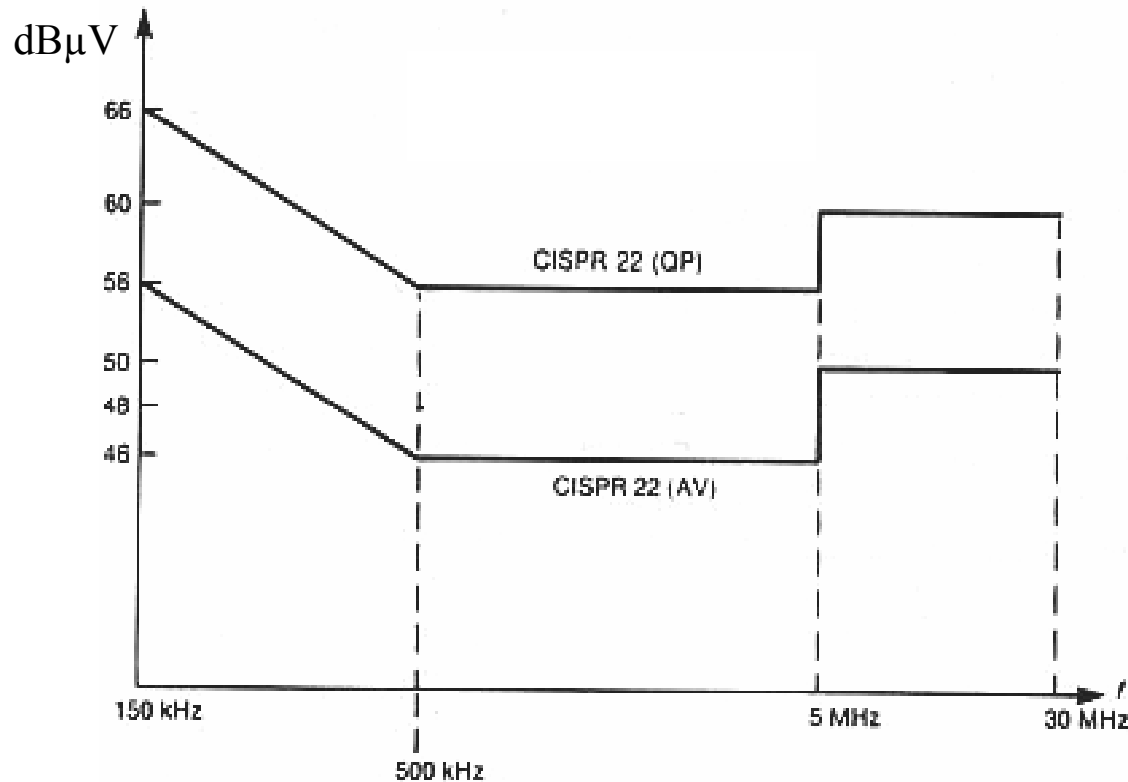 dBμV
66
60
CISPR 22 (QP)
56
50
48
46
CISPR 22 (AV)
f
150 kHz
5 MHz
30 MHz
500 kHz